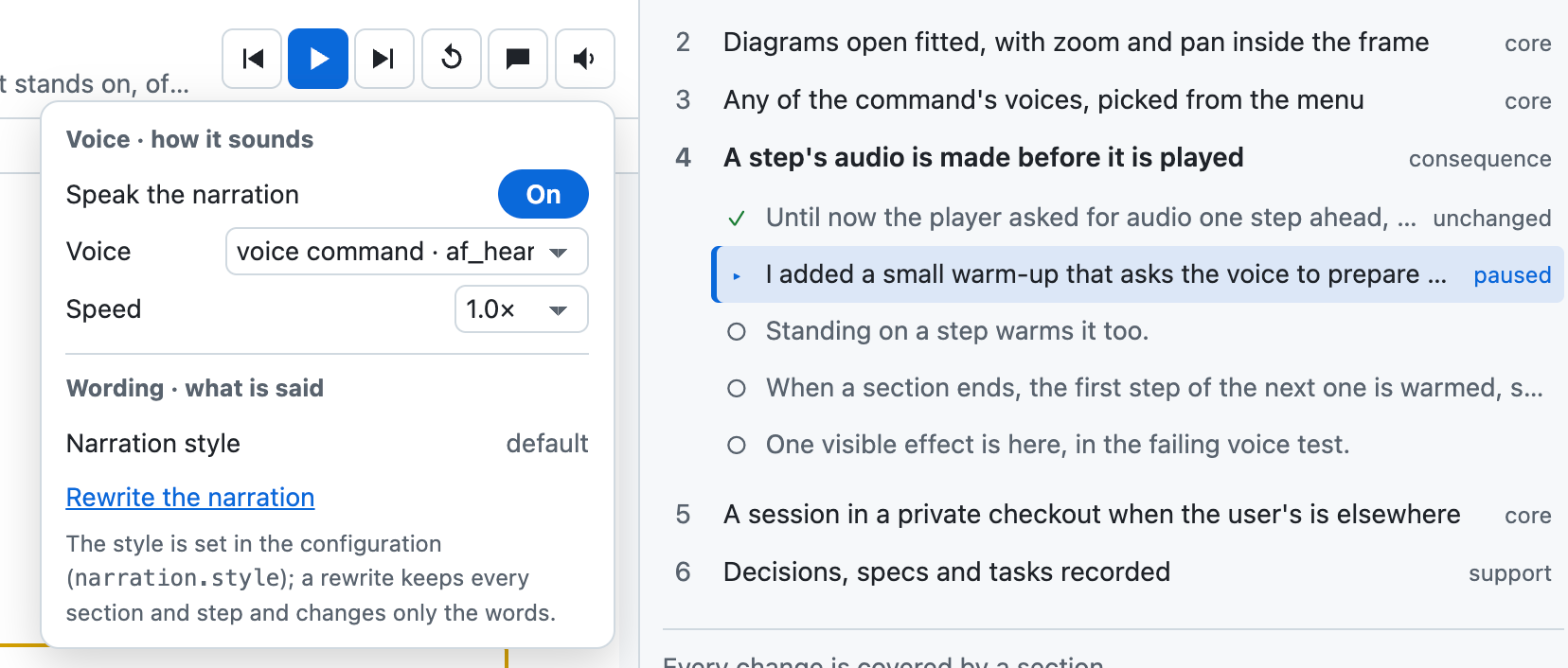 t stands on, of...
Voice · how it sounds
Speak the narration On
Voice voice command · af_hear
Speed 1.0×
Wording · what is said
Narration style default
Rewrite the narration
The style is set in the configuration
(narration.style); a rewrite keeps every
section and step and changes only the words.
2 Diagrams open fitted, with zoom and pan inside the frame core
3 Any of the command's voices, picked from the menu core
4 A step's audio is made before it is played consequence
Until now the player asked for audio one step ahead, ... unchanged
I added a small warm-up that asks the voice to prepare ... paused
Standing on a step warms it too.
When a section ends, the first step of the next one is warmed, s...
One visible effect is here, in the failing voice test.
5 A session in a private checkout when the user's is elsewhere core
6 Decisions, specs and tasks recorded support
Every change is covered by a section